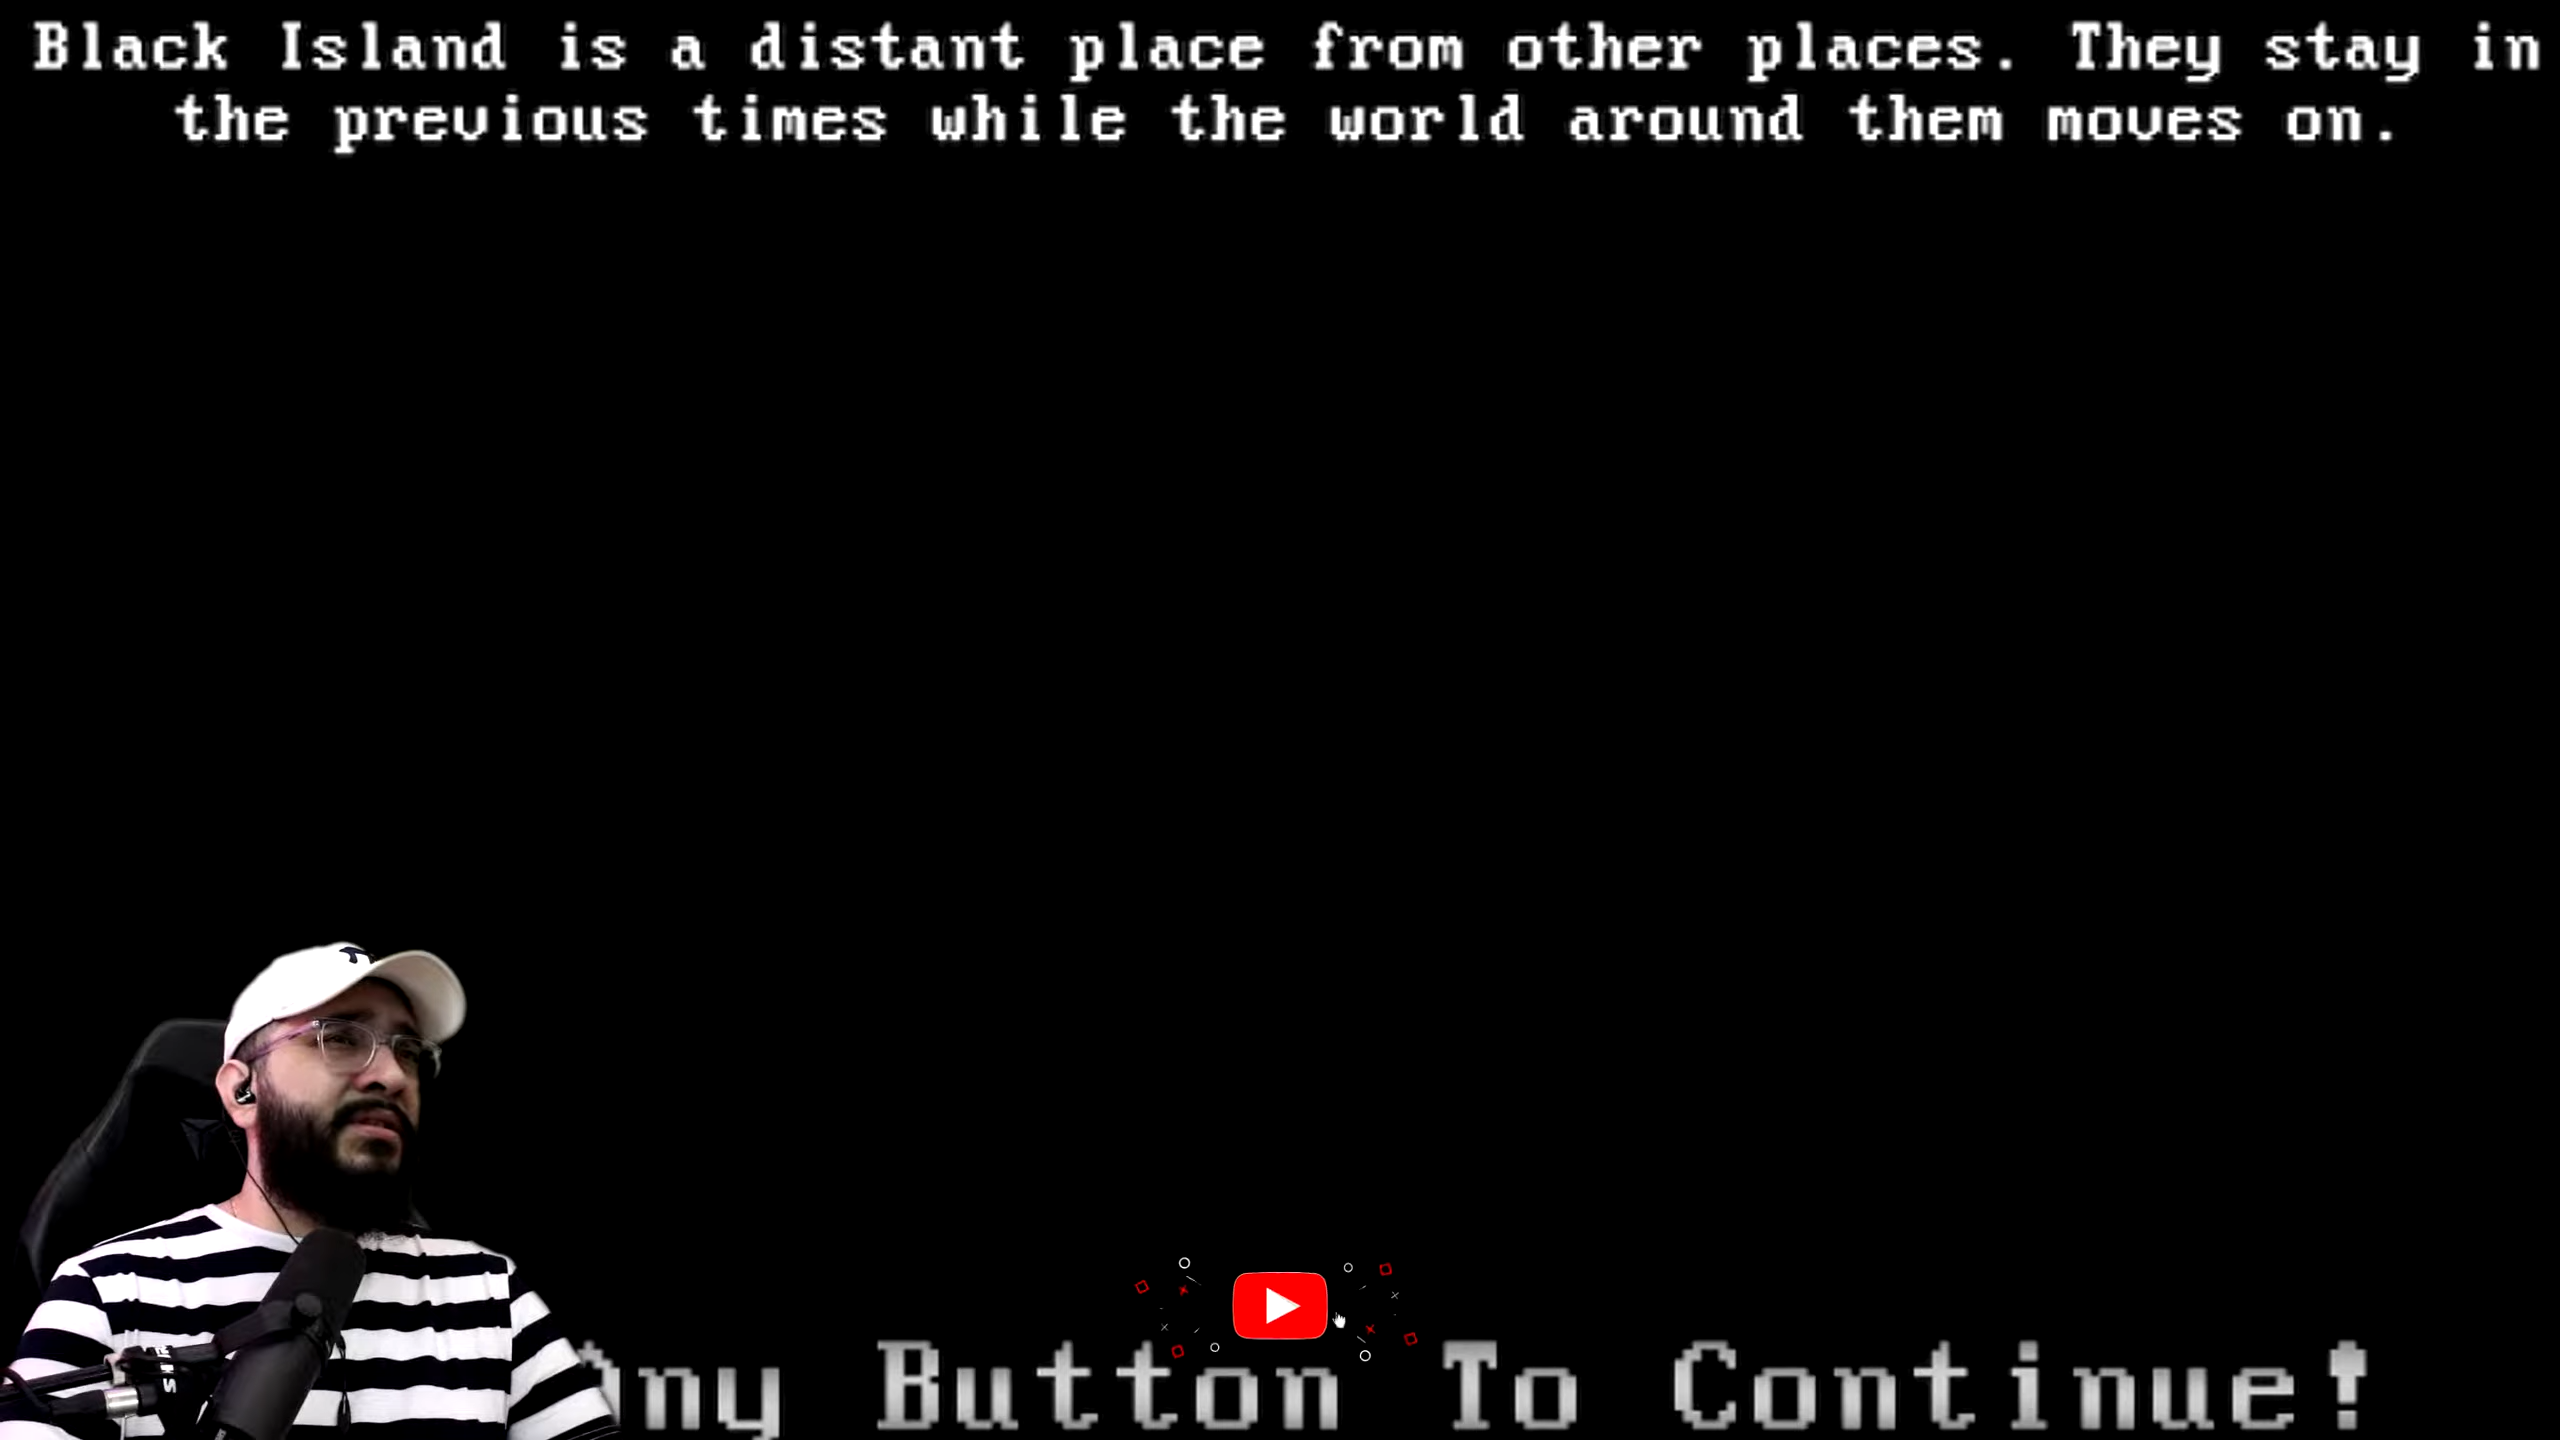 Black Island is a distant place from other places. They stay in
the previous times while the world around them moves on.
Any Button To Continue!